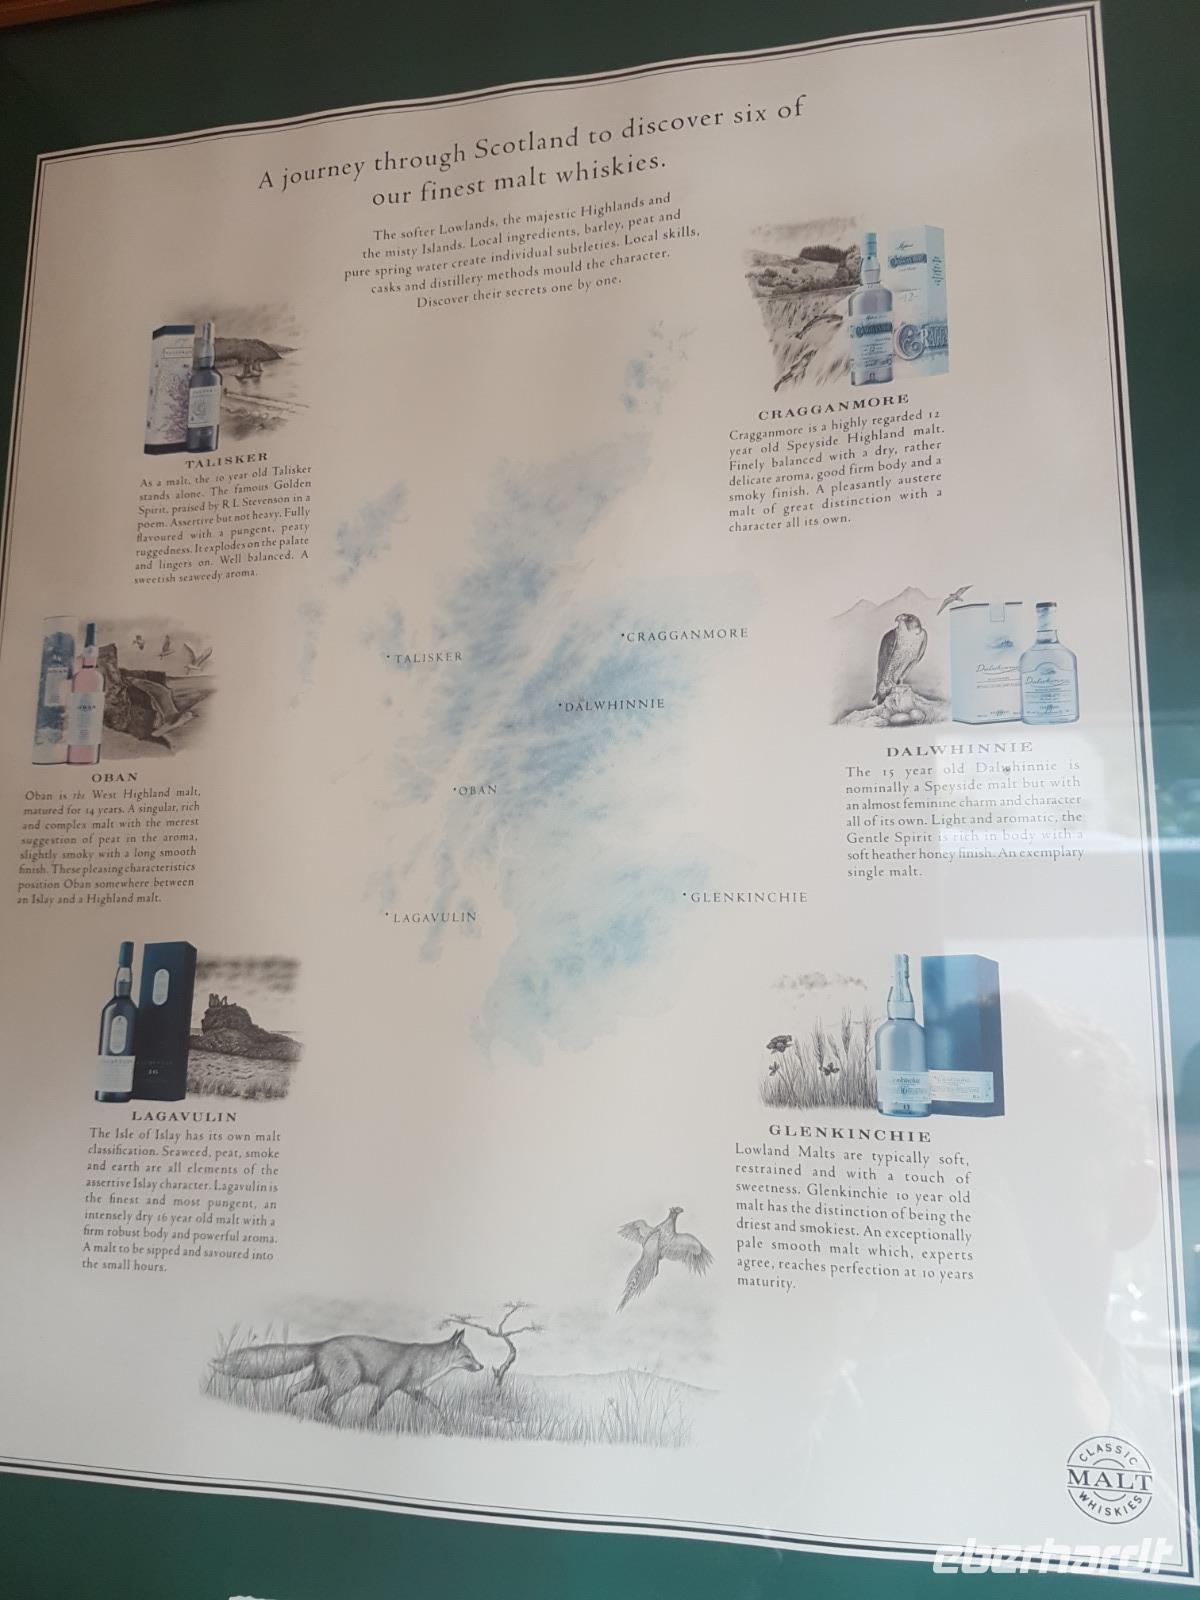 A journey through Scotland to discover six of
our finest malt whiskies.
The softer Lowlands, the majestic Highlands and
the misty Islands. Local ingredients, barley, peat and
pure spring water create individual subtleties. Local skills,
casks and distillery methods mould the character.
Discover their secrets one by one.
TALISKER
As a malt, the 10 year old Talisker
stands alone. The famous Golden
Spirit, praised by R L Stevenson in a
poem. Assertive but not heavy. Fully
flavoured with a pungent, peaty
ruggedness. It explodes on the palate
and lingers on. Well balanced. A
sweetish seaweedy aroma.
CRAGGANMORE
Cragganmore is a highly regarded 12
year old Speyside Highland malt.
Finely balanced with a dry, rather
delicate aroma, good firm body and a
smoky finish. A pleasantly austere
malt of great distinction with a
character all its own.
OBAN
Oban is the West Highland malt,
matured for 14 years. A singular, rich
and complex malt with the merest
suggestion of peat in the aroma,
slightly smoky with a long smooth
finish. These pleasing characteristics
position Oban somewhere between
an Islay and a Highland malt.
DALWHINNIE
The 15 year old Dalwhinnie is
nominally a Speyside malt but with
an almost feminine charm and character
all of its own. Light and aromatic, the
Gentle Spirit is rich in body with a
soft heather honey finish. An exemplary
single malt.
CRAGGANMORE
TALISKER
DALWHINNIE
OBAN
GLENKINCHIE
LAGAVULIN
LAGAVULIN
The Isle of Islay has its own malt
classification. Seaweed, peat, smoke
and earth are all elements of the
assertive Islay character. Lagavulin is
the finest and most pungent, an
intensely dry 16 year old malt with a
firm robust body and powerful aroma.
A malt to be sipped and savoured into
the small hours.
GLENKINCHIE
Lowland Malts are typically soft,
restrained and with a touch of
sweetness. Glenkinchie 10 year old
malt has the distinction of being the
driest and smokiest. An exceptionally
pale smooth malt which, experts
agree, reaches perfection at 10 years
maturity.
CLASSIC
MALT
WHISKIES
eberhardt